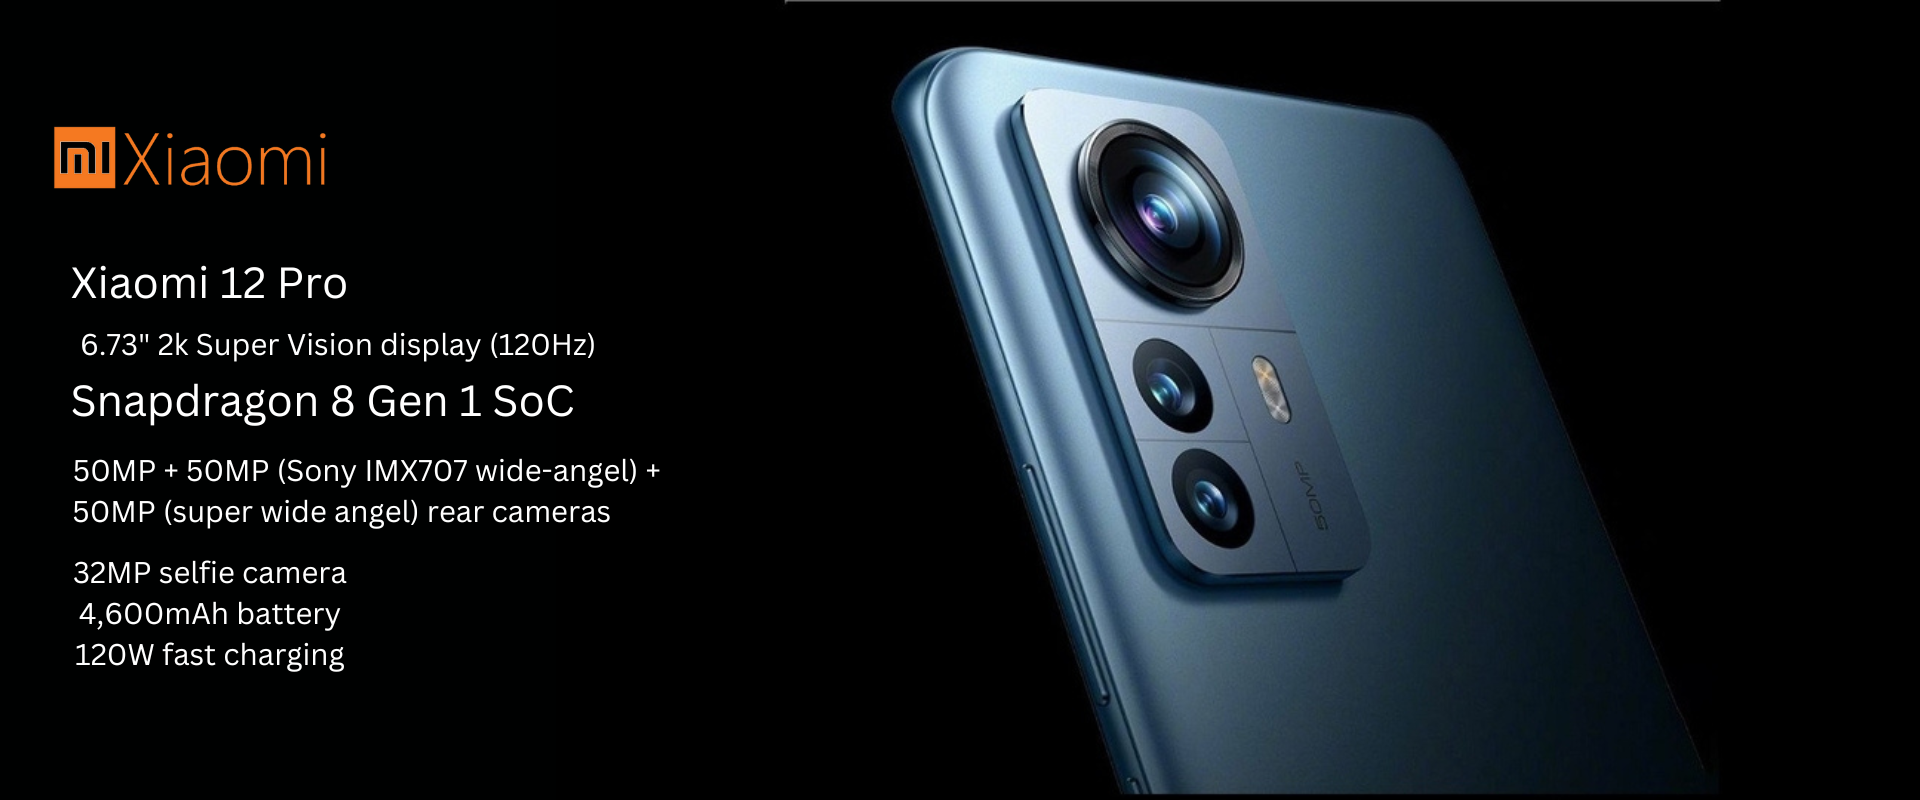 mi Xiaomi
Xiaomi 12 Pro
6.73" 2k Super Vision display (120Hz)
Snapdragon 8 Gen 1 SoC
50MP + 50MP (Sony IMX707 wide-angel) +
50MP (super wide angel) rear cameras
32MP selfie camera
4,600mAh battery
120W fast charging
50MP